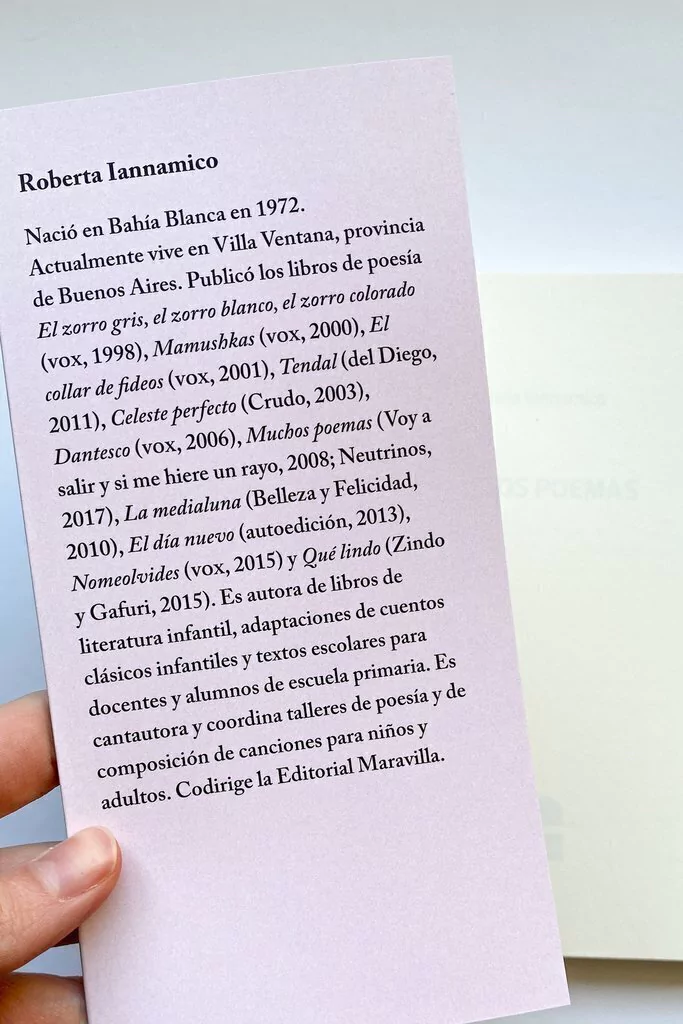 Roberta Iannamico
Nació en Bahía Blanca en 1972.
Actualmente vive en Villa Ventana, provincia
de Buenos Aires. Publicó los libros de poesía
El zorro gris, el zorro blanco, el zorro colorado
(vox, 1998), Mamushkas (vox, 2000), El
collar de fideos (vox, 2001), Tendal (del Diego,
2011), Celeste perfecto (Crudo, 2003),
Dantesco (vox, 2006), Muchos poemas (Voy a
salir y si me hiere un rayo, 2008; Neutrinos,
2017), La medialuna (Belleza y Felicidad,
2010), El día nuevo (autoedición, 2013),
Nomeolvides (vox, 2015) y Qué lindo (Zindo
y Gafuri, 2015). Es autora de libros de
literatura infantil, adaptaciones de cuentos
clásicos infantiles y textos escolares para
docentes y alumnos de escuela primaria. Es
cantautora y coordina talleres de poesía y de
composición de canciones para niños y
adultos. Codirige la Editorial Maravilla.
POEMAS